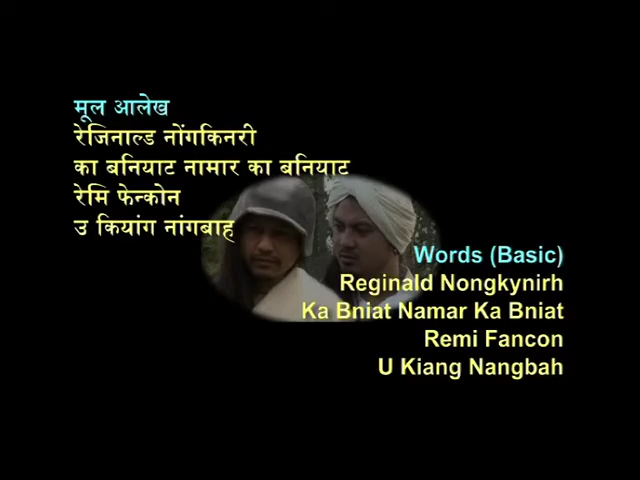 मूल आलेख
रेजिनाल्ड नोंगकिनरी
का बनियाट नामार का बनियाट
रेमि फेन्कोन
उ कियांग नांगबाह
Words (Basic)
Reginald Nongkynirh
Ka Bniat Namar Ka Bniat
Remi Fancon
U Kiang Nangbah